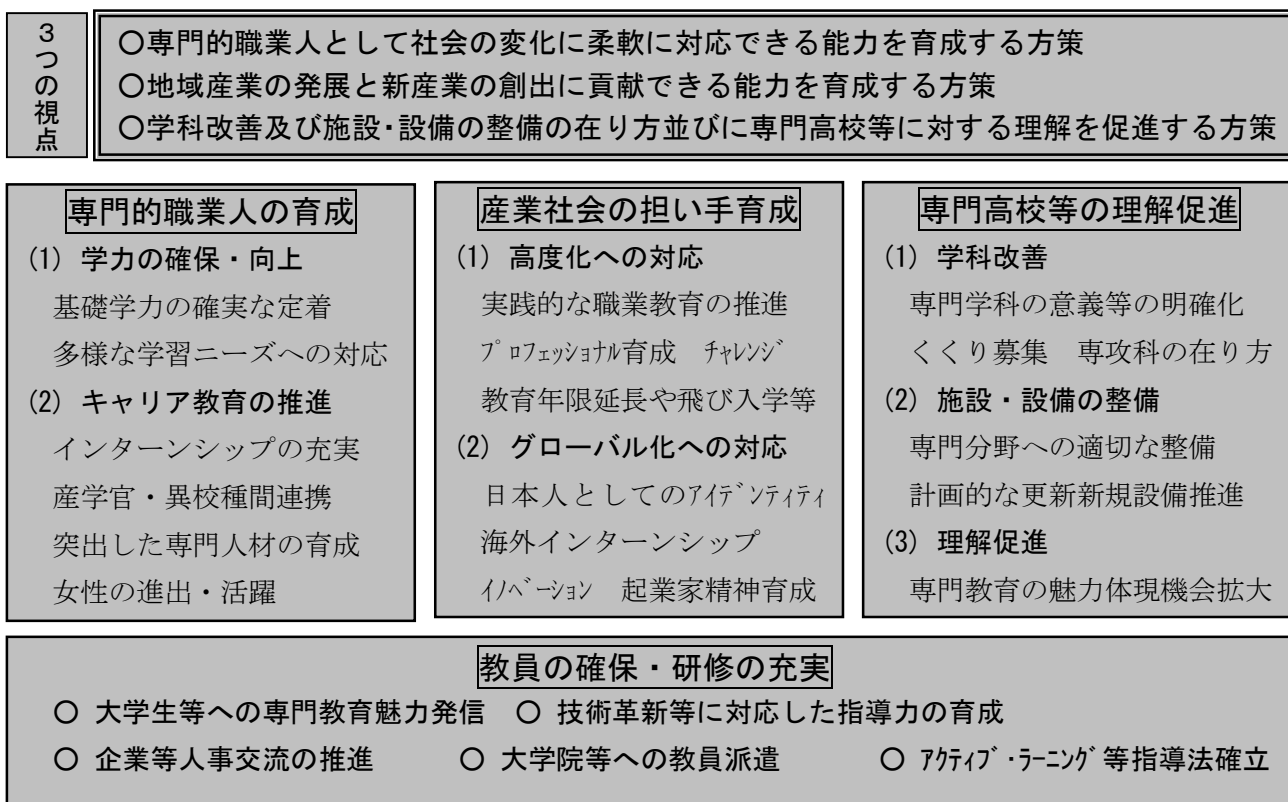 3つの視点
○専門的職業人として社会の変化に柔軟に対応できる能力を育成する方策
○地域産業の発展と新産業の創出に貢献できる能力を育成する方策
○学科改善及び施設・設備の整備の在り方並びに専門高校等に対する理解を促進する方策
専門的職業人の育成
(1) 学力の確保・向上
基礎学力の確実な定着
多様な学習ニーズへの対応
(2) キャリア教育の推進
インターンシップの充実
産学官・異校種間連携
突出した専門人材の育成
女性の進出・活躍
産業社会の担い手育成
(1) 高度化への対応
実践的な職業教育の推進
プロフェッショナル育成 チャレンジ
教育年限延長や飛び入学等
(2) グローバル化への対応
日本人としてのアイデンティティ
海外インターンシップ
イノベーション 起業家精神育成
専門高校等の理解促進
(1) 学科改善
専門学科の意義等の明確化
くくり募集 専攻科の在り方
(2) 施設・設備の整備
専門分野への適切な整備
計画的な更新新規設備推進
(3) 理解促進
専門教育の魅力体現機会拡大
教員の確保・研修の充実
○ 大学生等への専門教育魅力発信 ○ 技術革新等に対応した指導力の育成
○ 企業等人事交流の推進 ○ 大学院等への教員派遣 ○ アクティブ・ラーニング等指導法確立